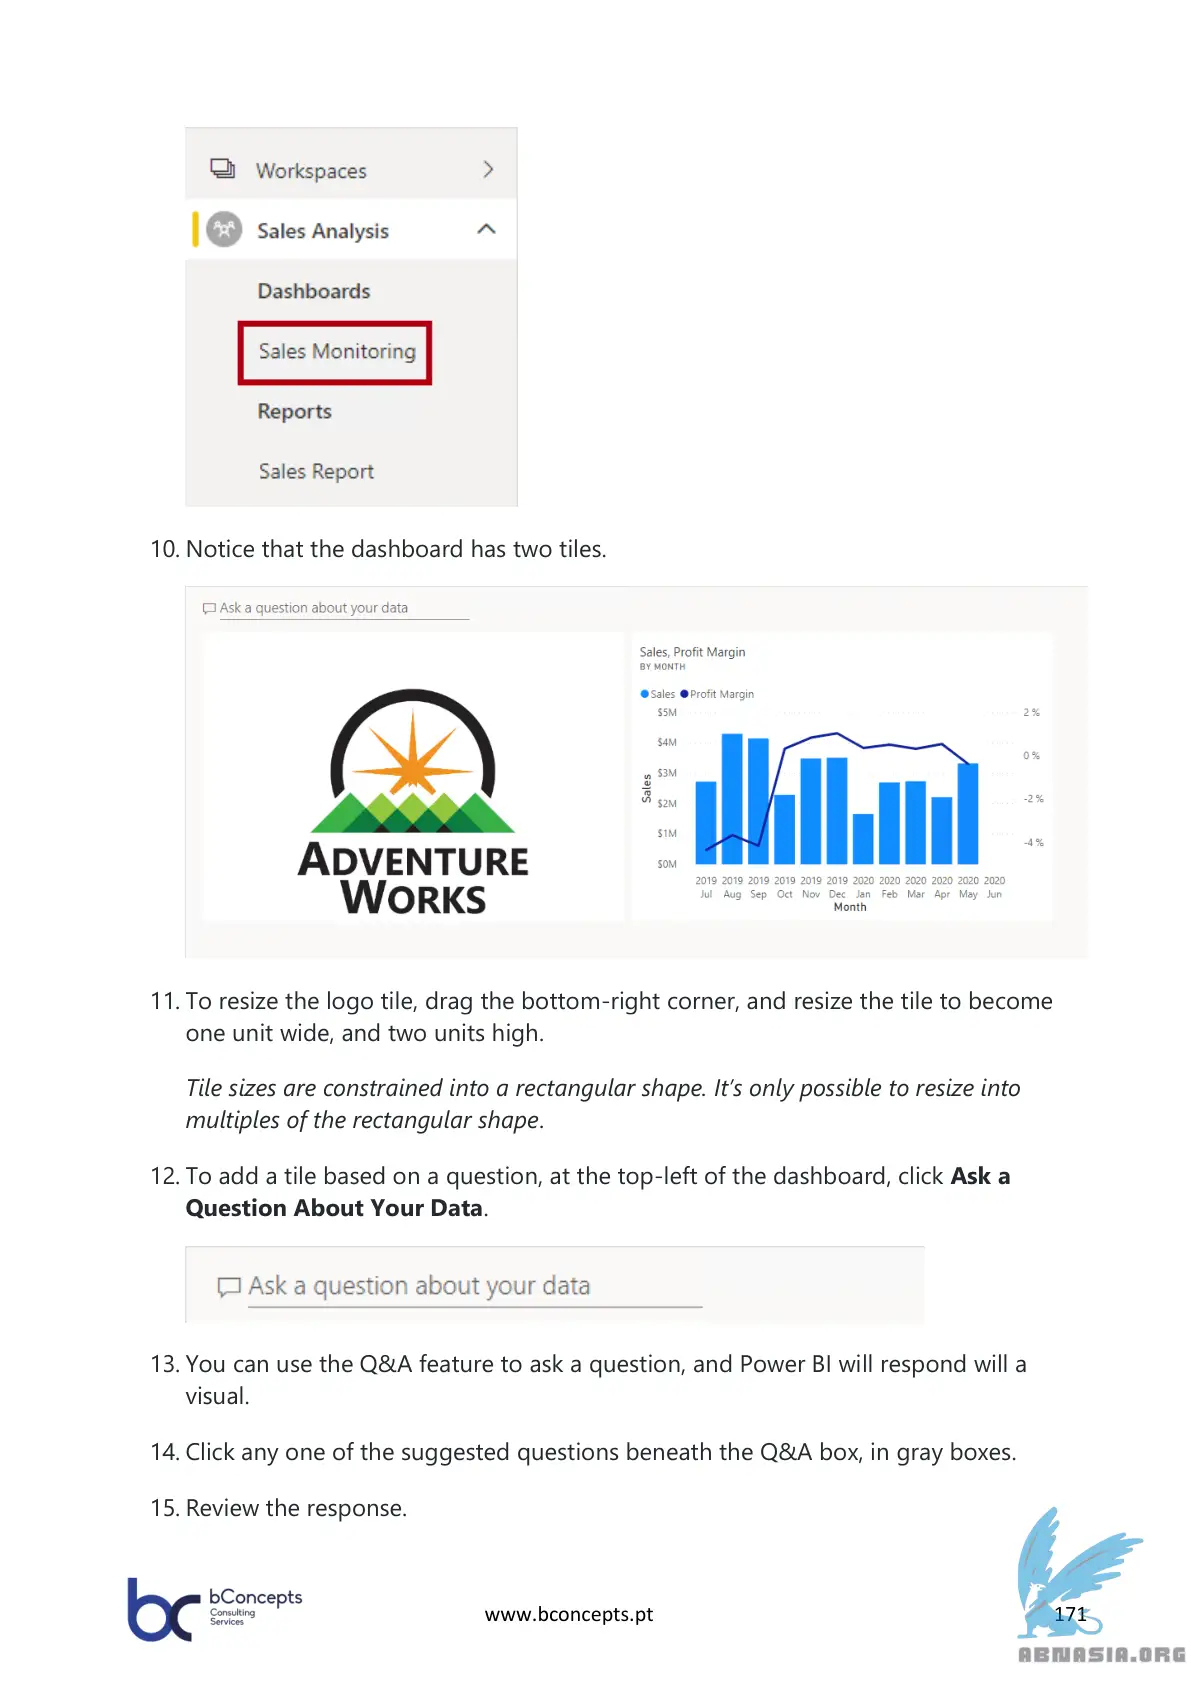 Workspaces
Sales Analysis
Dashboards
Sales Monitoring
Reports
Sales Report
10. Notice that the dashboard has two tiles.
Ask a question about your data
ADVENTURE
WORKS
Sales, Profit Margin
BY MONTH
Sales Profit Margin
$5M
$4M
$3M
$2M
$1M
$0M
Sales
2 %
0 %
-2 %
-4 %
2019 2019 2019 2019 2019 2019 2020 2020 2020 2020 2020 2020
Jul Aug Sep Oct Nov Dec Jan Feb Mar Apr May Jun
Month
11. To resize the logo tile, drag the bottom-right corner, and resize the tile to become
one unit wide, and two units high.
Tile sizes are constrained into a rectangular shape. It’s only possible to resize into
multiples of the rectangular shape.
12. To add a tile based on a question, at the top-left of the dashboard, click Ask a
Question About Your Data.
Ask a question about your data
13. You can use the Q&A feature to ask a question, and Power BI will respond will a
visual.
14. Click any one of the suggested questions beneath the Q&A box, in gray boxes.
15. Review the response.
bc bConcepts
Consulting
Services
www.bconcepts.pt
171
ABNASIA.ORG